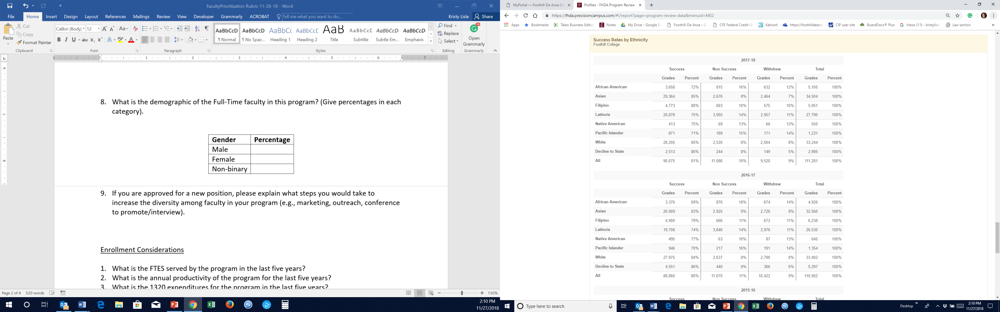 FacultyPrioritization Rubric 11-26-18 - Word
File Home Insert Design Layout References Mailings Review View Developer Grammarly ACROBAT Tell me what you want to do... Kristy Lisle Share
Cut
Copy
Format Painter
Paste
Clipboard
Calibri (Body) 12
Font
Paragraph
AaBbCcD AaBbCcD AaBbCc AaBbCcE AaB AaBbCcD AaBbCcD AaBbCcD
¶ Normal ¶ No Spac... Heading 1 Heading 2 Title Subtitle Subtle Em... Emphasis
Styles
Find
Replace
Select
Editing
Open
Grammarly
Grammarly
8. What is the demographic of the Full-Time faculty in this program? (Give percentages in each
category).
Gender Percentage
Male
Female
Non-binary
9. If you are approved for a new position, please explain what steps you would take to
increase the diversity among faculty in your program (e.g., marketing, outreach, conference
to promote/interview).
Enrollment Considerations
1. What is the FTES served by the program in the last five years?
2. What is the annual productivity of the program for the last five years?
3. What is the 1320 expenditures for the program in the last five years?
Page 2 of 4 520 words 130%
2:10 PM
11/27/2018
MyPortal — Foothill-De Anza Co Profiles - FHDA Program Review
https://fhda.precisioncampus.com/#!/report?page=program-review-data&menuid=M02
Apps Bookmarks Taleo Business Edition Notes My Drive - Google D Foothill-De Anza – C CFE Federal Credit U Kahoot! https://foothilldeanz CIP user site BoardDocs® Plus Inbox (11) - kristylisle Law section
Success Rates by Ethnicity
Foothill College
2017-18
Success Non Success Withdrew Total
Grades Percent Grades Percent Grades Percent Grades Percent
African American 3,658 72% 815 16% 632 12% 5,105 100%
Asian 29,364 85% 2,676 8% 2,464 7% 34,504 100%
Filipino 4,773 80% 603 10% 575 10% 5,951 100%
Latino/a 20,878 75% 3,955 14% 2,957 11% 27,790 100%
Native American 413 75% 69 13% 68 12% 550 100%
Pacific Islander 871 71% 189 15% 171 14% 1,231 100%
White 28,205 85% 2,535 8% 2,504 8% 33,244 100%
Decline to State 2,513 86% 244 8% 149 5% 2,906 100%
All 90,675 81% 11,086 10% 9,520 9% 111,281 100%
2016-17
Success Non Success Withdrew Total
Grades Percent Grades Percent Grades Percent Grades Percent
African American 3,376 69% 876 18% 674 14% 4,926 100%
Asian 26,909 83% 2,925 9% 2,726 8% 32,560 100%
Filipino 4,900 79% 666 11% 672 11% 6,238 100%
Latino/a 19,708 74% 3,846 14% 2,976 11% 26,530 100%
Native American 495 77% 63 10% 87 13% 645 100%
Pacific Islander 946 70% 217 16% 191 14% 1,354 100%
White 27,975 84% 2,637 8% 2,790 8% 33,402 100%
Decline to State 4,551 86% 440 8% 306 6% 5,297 100%
All 88,860 80% 11,670 11% 10,422 9% 110,952 100%
2015-16
Success Non Success Withdrew Total
Type here to search
Desktop
2:10 PM
11/27/2018